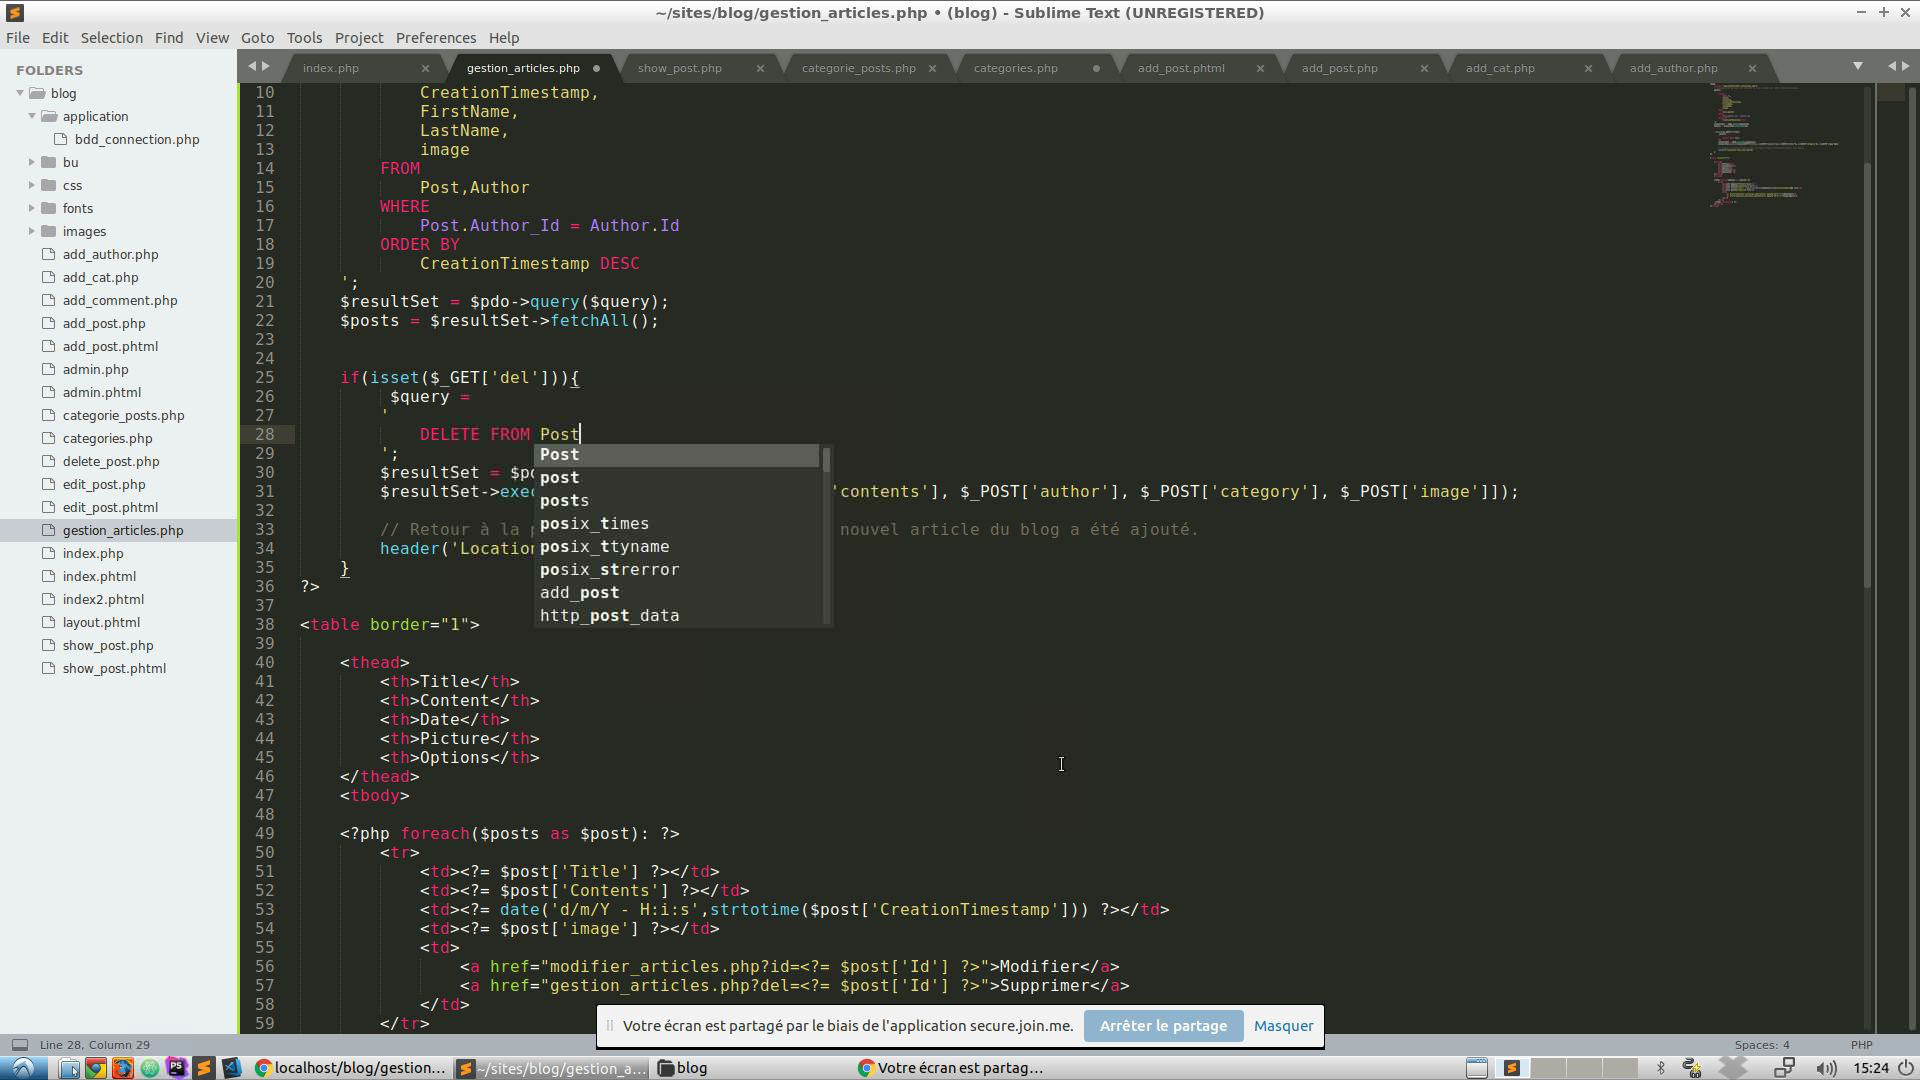 ~/sites/blog/gestion_articles.php • (blog) - Sublime Text (UNREGISTERED)
File Edit Selection Find View Goto Tools Project Preferences Help
FOLDERS
blog
application
bdd_connection.php
bu
css
fonts
images
add_author.php
add_cat.php
add_comment.php
add_post.php
add_post.phtml
admin.php
admin.phtml
categorie_posts.php
categories.php
delete_post.php
edit_post.php
edit_post.phtml
gestion_articles.php
index.php
index.phtml
index2.phtml
layout.phtml
show_post.php
show_post.phtml
index.php gestion_articles.php show_post.php categorie_posts.php categories.php add_post.phtml add_post.php add_cat.php add_author.php
10 CreationTimestamp,
11 FirstName,
12 LastName,
13 image
14 FROM
15 Post,Author
16 WHERE
17 Post.Author_Id = Author.Id
18 ORDER BY
19 CreationTimestamp DESC
20 ';
21 $resultSet = $pdo->query($query);
22 $posts = $resultSet->fetchAll();
23
24
25 if(isset($_GET['del'])){
26 $query =
27 '
28 DELETE FROM Post
29 ';
30 $resultSet = $p
31 $resultSet->exe 'contents'], $_POST['author'], $_POST['category'], $_POST['image']]);
32
33 // Retour à la nouvel article du blog a été ajouté.
34 header('Location
35 }
36 ?>
37
38 <table border="1">
39
40 <thead>
41 <th>Title</th>
42 <th>Content</th>
43 <th>Date</th>
44 <th>Picture</th>
45 <th>Options</th>
46 </thead>
47 <tbody>
48
49 <?php foreach($posts as $post): ?>
50 <tr>
51 <td><?= $post['Title'] ?></td>
52 <td><?= $post['Contents'] ?></td>
53 <td><?= date('d/m/Y - H:i:s',strtotime($post['CreationTimestamp'])) ?></td>
54 <td><?= $post['image'] ?></td>
55 <td>
56 <a href="modifier_articles.php?id=<?= $post['Id'] ?>">Modifier</a>
57 <a href="gestion_articles.php?del=<?= $post['Id'] ?>">Supprimer</a>
58 </td>
59 </tr>
Post
post
posts
posix_times
posix_ttyname
posix_strerror
add_post
http_post_data
Votre écran est partagé par le biais de l'application secure.join.me. Arrêter le partage Masquer
Line 28, Column 29 Spaces: 4 PHP
localhost/blog/gestion... ~/sites/blog/gestion_a... blog Votre écran est partag... 15:24